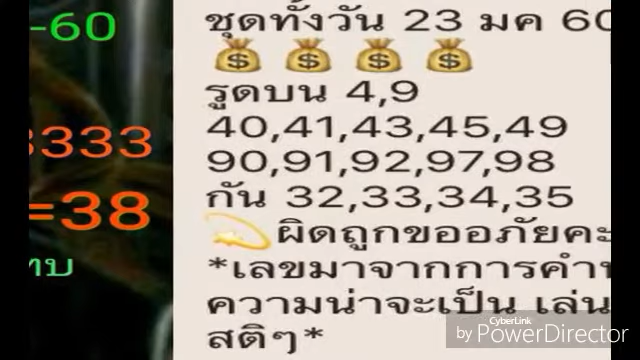 -60
3333
=38
ทบ
ชุดทั้งวัน 23 มค 60
รูดบน 4,9
40,41,43,45,49
90,91,92,97,98
กัน 32,33,34,35
ผิดถูกขออภัยคะ
*เลขมาจากการคำ
ความน่าจะเป็น เล่น
สติๆ*
CyberLink
by PowerDirector